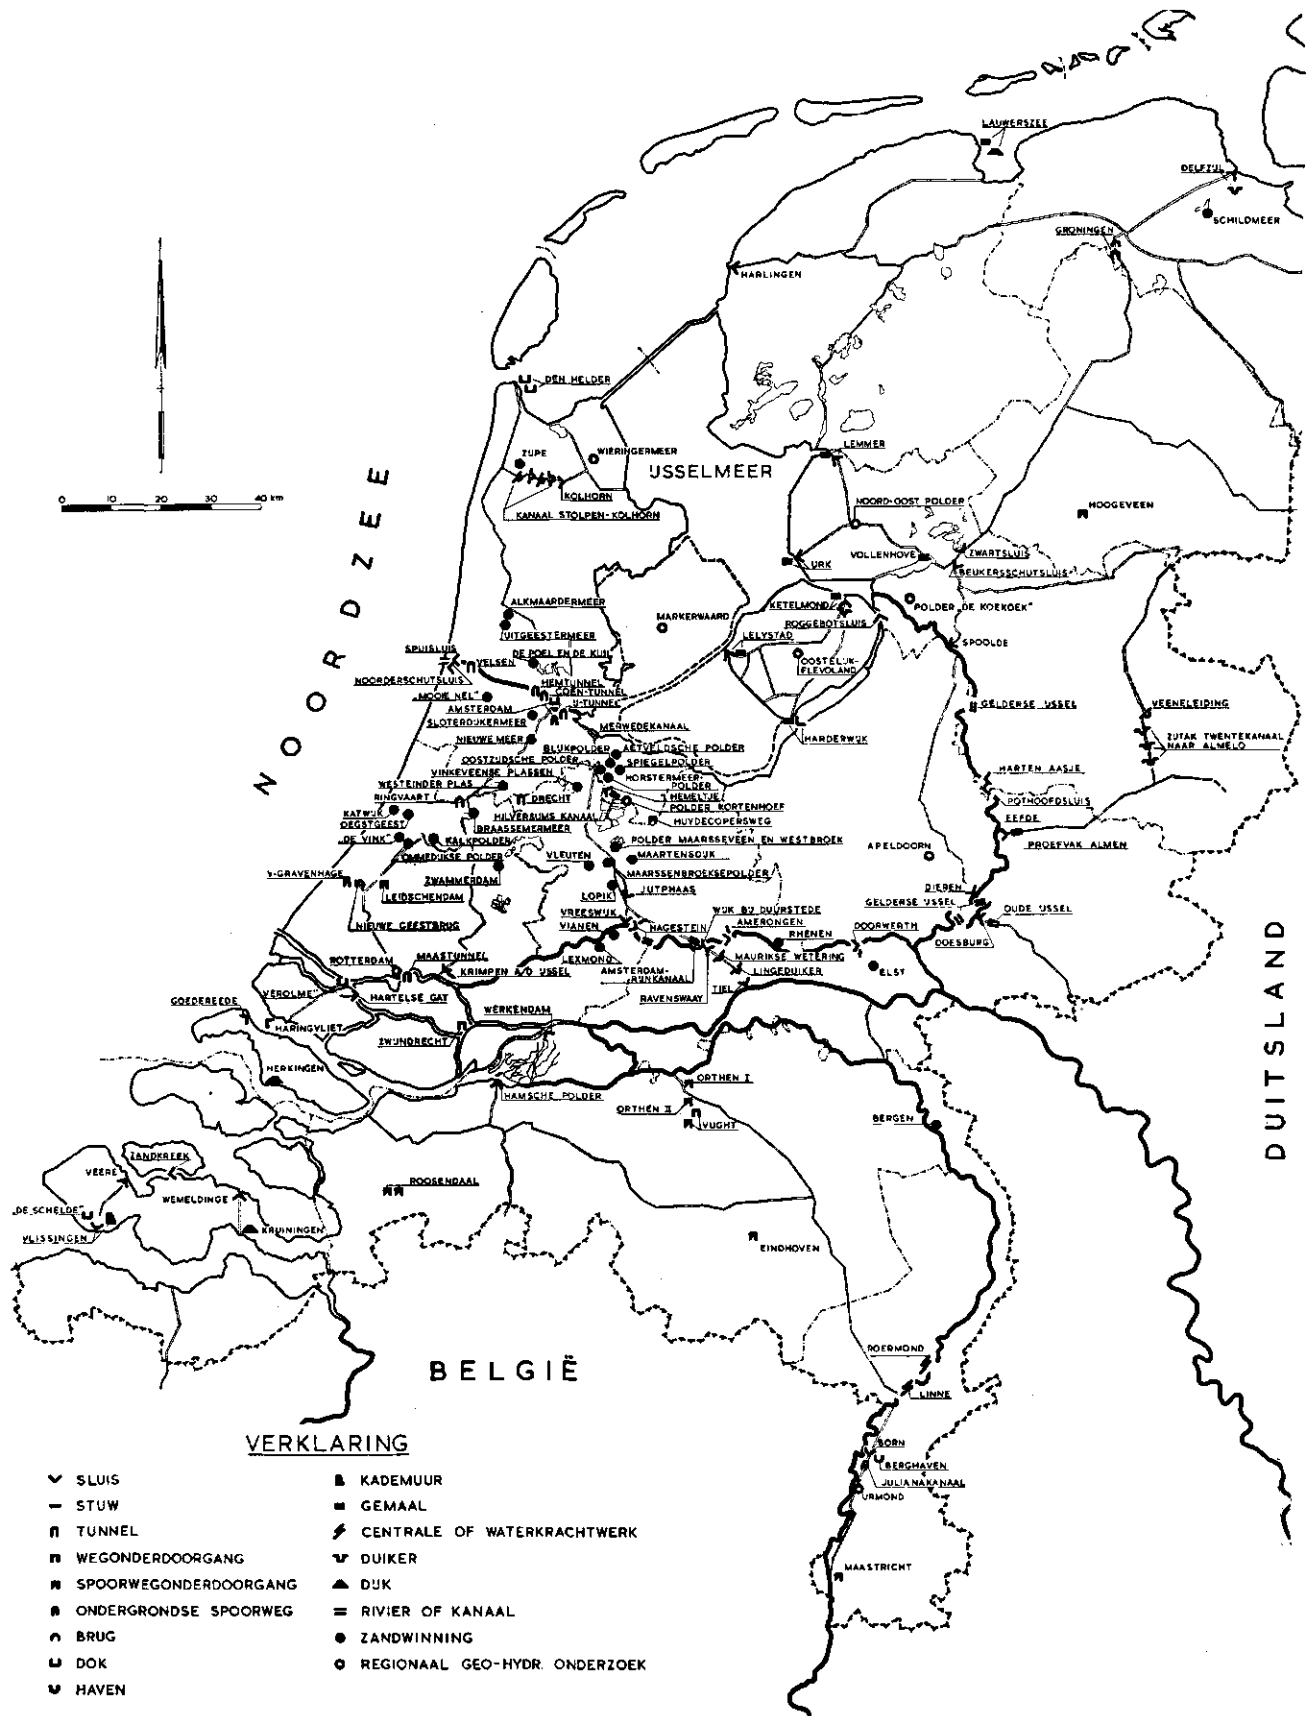 LAUWERSZEE
DELFZIJL
SCHILDMEER
GRONINGEN
HARLINGEN
DEN HELDER
ZIJPE
WIERINGERMEER
KOLHORN
KANAAL STOLPEN-KOLHORN
IJSSELMEER
LEMMER
NOORD-OOST POLDER
HOOGEVEEN
VOLLENHOVE
ZWARTSLUIS
BEUKERSSCHUTSLUIS
URK
0 10 20 30 40 km
NOORDZEE
ALKMAARDERMEER
UITGEESTERMEER
MARKERWAARD
KETELMOND
ROGGEBOTSLUIS
POLDER "DE KOEKOEK"
LELYSTAD
OOSTELIJK-
FLEVOLAND
SPOOLDE
SPUISLUIS
VELSEN
NOORDERSCHUTSLUIS
DE POEL EN DE KUIL
HEMTUNNEL
COEN-TUNNEL
"MOOIE NEL"
AMSTERDAM
IJ-TUNNEL
SLOTERDIJKERMEER
MERWEDEKANAAL
NIEUWE MEER
HARDERWIJK
GELDERSE IJSSEL
VEENELEIDING
ZIJTAK TWENTEKANAAL
NAAR ALMELO
BLIJKPOLDER
AETVELDSCHE POLDER
OOSTZIJDSCHE POLDER
SPIEGELPOLDER
VINKEVEENSE PLASSEN
HORSTERMEER-
POLDER
WESTEINDER PLAS
HEMELTJE
RINGVAART
DRECHT
POLDER KORTENHOEF
HILVERSUMS KANAAL
HUYDECOPERSWEG
KATWIJK
OEGSTGEEST
BRAASSEMERMEER
HARTEN AASJE
POTHOOFDSLUIS
EEFDE
PROEFVAK ALMEN
"DE VINK"
KALKPOLDER
OMMEDIJKSE POLDER
POLDER MAARSSEVEEN EN WESTBROEK
VLEUTEN
MAARTENSDIJK
MAARSSENBROEKSEPOLDER
APELDOORN
'S-GRAVENHAGE
LEIDSCHENDAM
ZWAMMERDAM
LOPIK
JUTPHAAS
NIEUWE GEESTBRUG
DIEREN
GELDERSE IJSSEL
OUDE IJSSEL
DOESBURG
VREESWIJK
VIANEN
HAGESTEIN
WIJK BIJ DUURSTEDE
AMERONGEN
RHENEN
DOORWERTH
LEXMOND
MAURIKSE WETERING
AMSTERDAM-
RIJNKANAAL
LINGEDUIKER
RAVENSWAAY
TIEL
ELST
ROTTERDAM
MAASTUNNEL
KRIMPEN A/D IJSSEL
"VEROLME"
HARTELSE GAT
GOEDEREEDE
HARINGVLIET
ZWIJNDRECHT
WERKENDAM
HERKINGEN
HAMSCHE POLDER
ORTHEN I
ORTHEN II
VUGHT
BERGEN
DUITSLAND
ZANDKREEK
VEERE
WEMELDINGE
ROOSENDAAL
"DE SCHELDE"
VLISSINGEN
KRUININGEN
EINDHOVEN
BELGIË
ROERMOND
LINNE
BORN
BERGHAVEN
JULIANAKANAAL
URMOND
MAASTRICHT
VERKLARING
SLUIS
STUW
TUNNEL
WEGONDERDOORGANG
SPOORWEGONDERDOORGANG
ONDERGRONDSE SPOORWEG
BRUG
DOK
HAVEN
KADEMUUR
GEMAAL
CENTRALE OF WATERKRACHTWERK
DUIKER
DIJK
RIVIER OF KANAAL
ZANDWINNING
REGIONAAL GEO-HYDR. ONDERZOEK